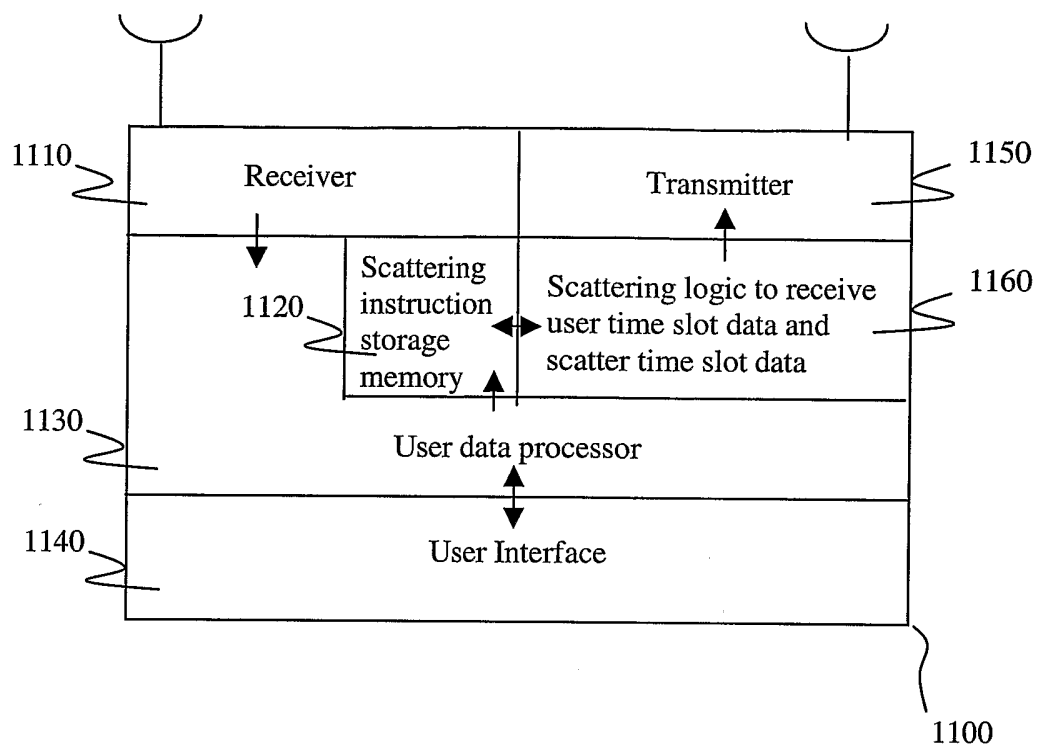 1110
Receiver
Transmitter
1150
1120
Scattering
instruction
storage
memory
Scattering logic to receive
user time slot data and
scatter time slot data
1160
1130
User data processor
1140
User Interface
1100